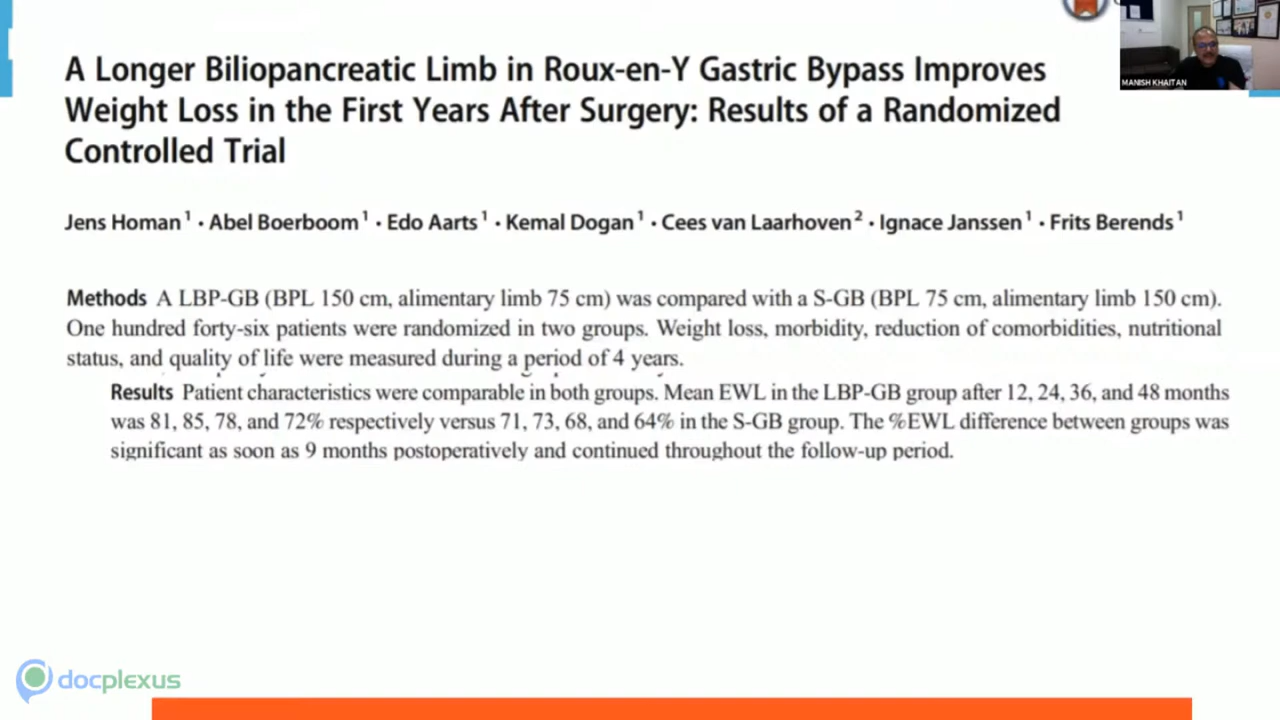 MANISH KHAITAN
A Longer Biliopancreatic Limb in Roux-en-Y Gastric Bypass Improves
Weight Loss in the First Years After Surgery: Results of a Randomized
Controlled Trial
Jens Homan¹ · Abel Boerboom¹ · Edo Aarts¹ · Kemal Dogan¹ · Cees van Laarhoven² · Ignace Janssen¹ · Frits Berends¹
Methods A LBP-GB (BPL 150 cm, alimentary limb 75 cm) was compared with a S-GB (BPL 75 cm, alimentary limb 150 cm).
One hundred forty-six patients were randomized in two groups. Weight loss, morbidity, reduction of comorbidities, nutritional
status, and quality of life were measured during a period of 4 years.
Results Patient characteristics were comparable in both groups. Mean EWL in the LBP-GB group after 12, 24, 36, and 48 months
was 81, 85, 78, and 72% respectively versus 71, 73, 68, and 64% in the S-GB group. The %EWL difference between groups was
significant as soon as 9 months postoperatively and continued throughout the follow-up period.
docplexus